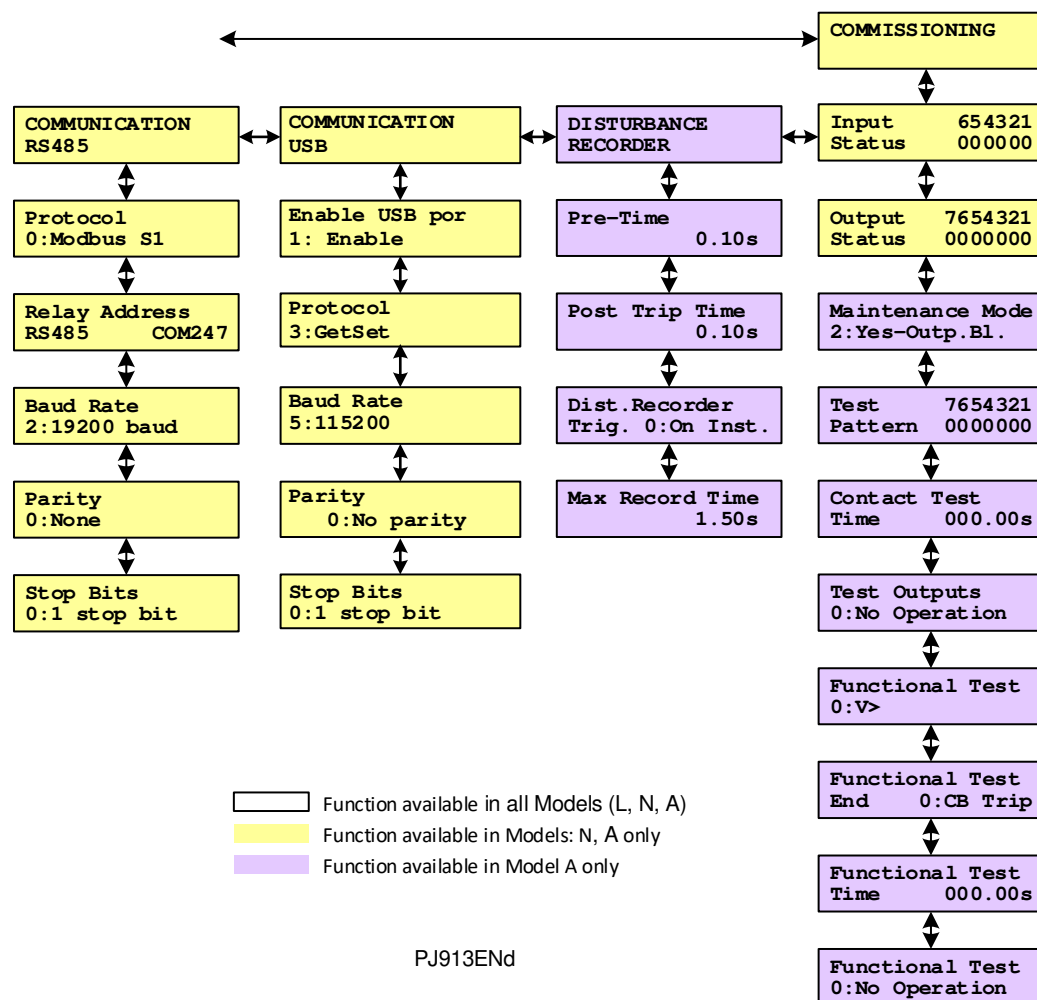 COMMISSIONING
COMMUNICATION
RS485
Protocol
0:Modbus S1
Relay Address
RS485 COM247
Baud Rate
2:19200 baud
Parity
0:None
Stop Bits
0:1 stop bit
COMMUNICATION
USB
Enable USB por
1: Enable
Protocol
3:GetSet
Baud Rate
5:115200
Parity
0:No parity
Stop Bits
0:1 stop bit
DISTURBANCE
RECORDER
Pre-Time
0.10s
Post Trip Time
0.10s
Dist.Recorder
Trig. 0:On Inst.
Max Record Time
1.50s
Input 654321
Status 000000
Output 7654321
Status 0000000
Maintenance Mode
2:Yes-Outp.Bl.
Test 7654321
Pattern 0000000
Contact Test
Time 000.00s
Test Outputs
0:No Operation
Functional Test
0:V>
Functional Test
End 0:CB Trip
Functional Test
Time 000.00s
Functional Test
0:No Operation
Function available in all Models (L, N, A)
Function available in Models: N, A only
Function available in Model A only
PJ913ENd